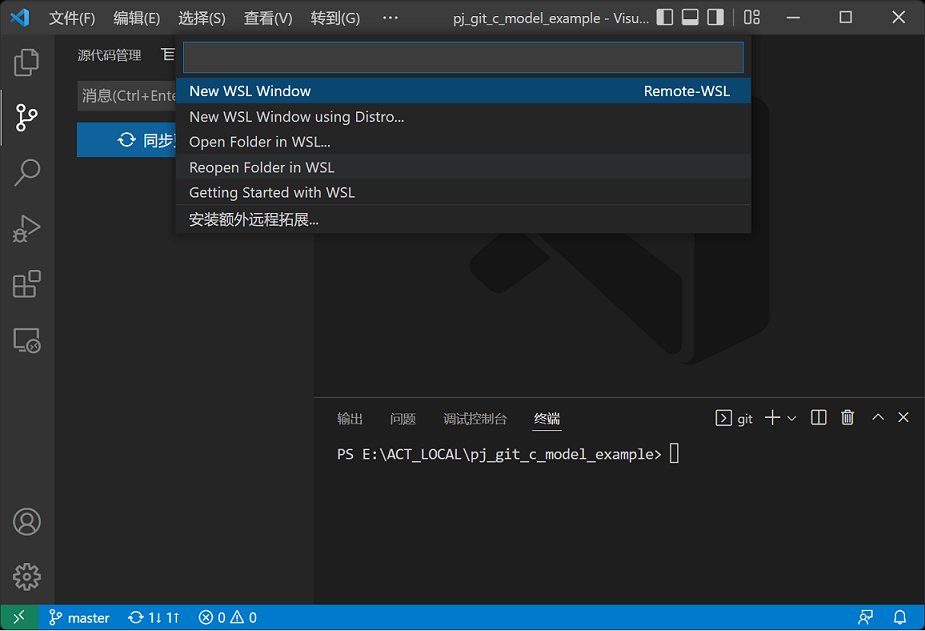 文件(F) 编辑(E) 选择(S) 查看(V) 转到(G) ··· pj_git_c_model_example - Visu...
源代码管理
消息(Ctrl+Ente
New WSL Window Remote-WSL
New WSL Window using Distro...
同步
Open Folder in WSL...
Reopen Folder in WSL
Getting Started with WSL
安装额外远程拓展...
输出 问题 调试控制台 终端 git
PS E:\ACT_LOCAL\pj_git_c_model_example>
master 1↓ 1↑ 0 0